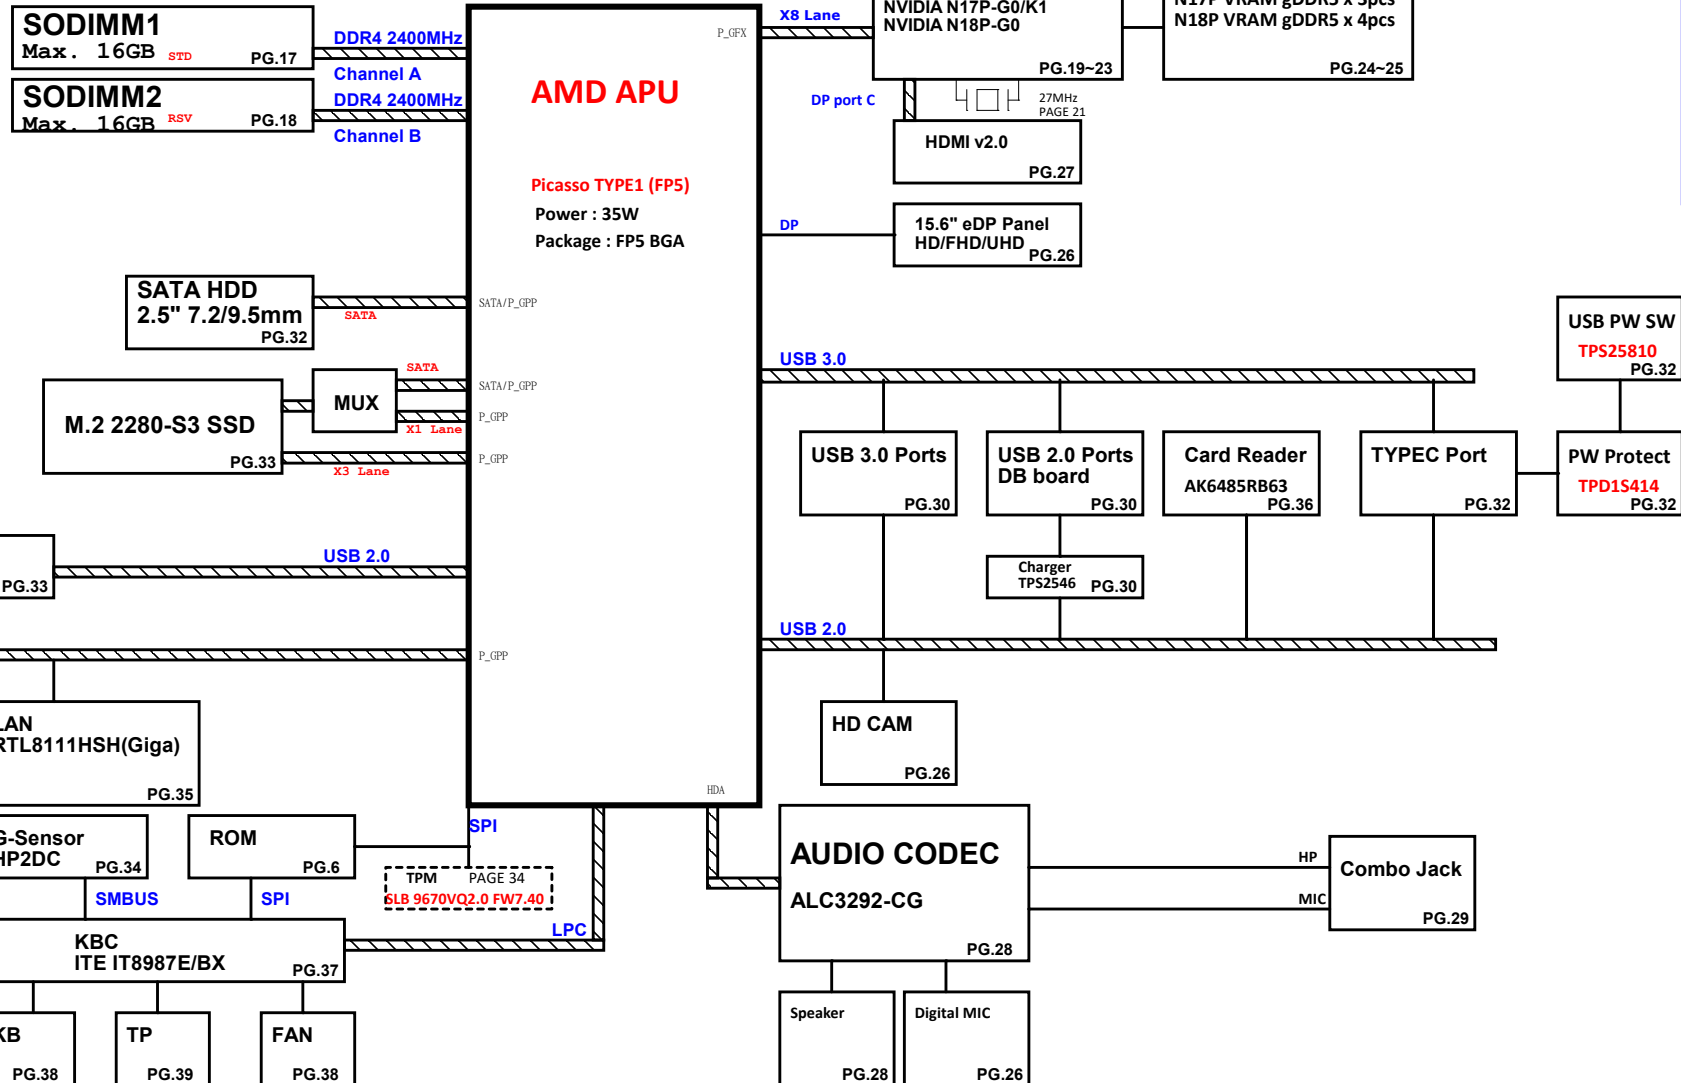 SODIMM1
Max. 16GB STD PG.17
DDR4 2400MHz
Channel A
SODIMM2
Max. 16GB RSV PG.18
DDR4 2400MHz
Channel B
AMD APU
Picasso TYPE1 (FP5)
Power : 35W
Package : FP5 BGA
P_GFX
X8 Lane
NVIDIA N17P-G0/K1
NVIDIA N18P-G0
PG.19~23
N18P VRAM gDDR5 x 4pcs
PG.24~25
DP port C
27MHz
PAGE 21
HDMI v2.0
PG.27
DP
15.6" eDP Panel
HD/FHD/UHD
PG.26
SATA HDD
2.5" 7.2/9.5mm
PG.32
SATA
SATA/P_GPP
M.2 2280-S3 SSD
PG.33
MUX
SATA
SATA/P_GPP
P_GPP
X1 Lane
P_GPP
X3 Lane
USB 3.0
USB PW SW
TPS25810
PG.32
USB 3.0 Ports
PG.30
USB 2.0 Ports
DB board
PG.30
Card Reader
AK6485RB63
PG.36
TYPEC Port
PG.32
PW Protect
TPD1S414
PG.32
Charger
TPS2546 PG.30
PG.33
USB 2.0
USB 2.0
P_GPP
LAN
RTL8111HSH(Giga)
PG.35
HD CAM
PG.26
HDA
G-Sensor
HP2DC
PG.34
ROM
PG.6
SPI
TPM PAGE 34
SLB 9670VQ2.0 FW7.40
SMBUS
SPI
LPC
KBC
ITE IT8987E/BX
PG.37
KB
PG.38
TP
PG.39
FAN
PG.38
AUDIO CODEC
ALC3292-CG
PG.28
HP
MIC
Combo Jack
PG.29
Speaker
PG.28
Digital MIC
PG.26